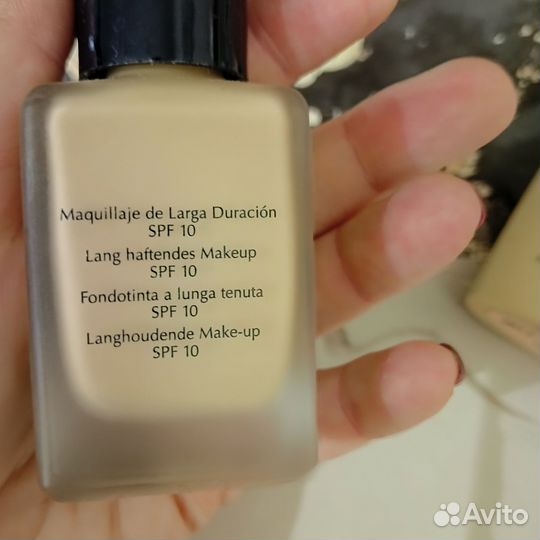 Maquillaje de Larga Duración
SPF 10
Lang haftendes Makeup
SPF 10
Fondotinta a lunga tenuta
SPF 10
Langhoudende Make-up
SPF 10
Avito